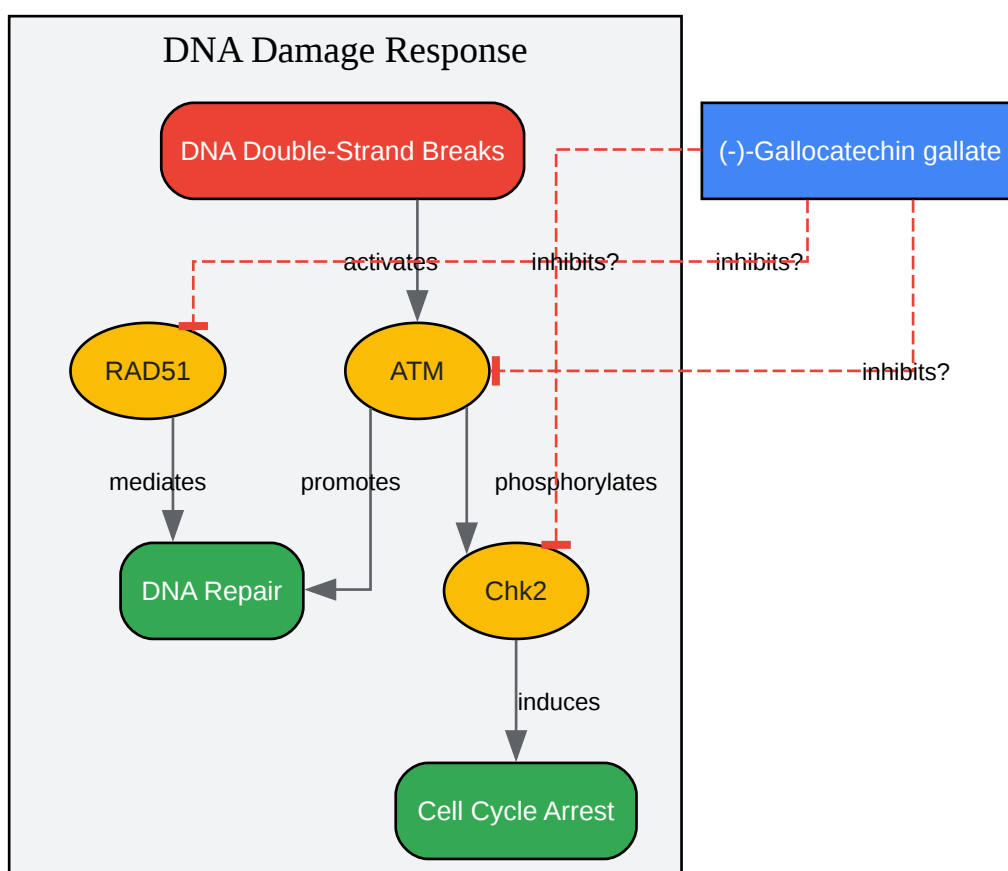 DNA Damage Response
DNA Double-Strand Breaks
(-)-Gallocatechin gallate
activates
inhibits?
inhibits?
RAD51
ATM
inhibits?
mediates
promotes
phosphorylates
DNA Repair
Chk2
induces
Cell Cycle Arrest